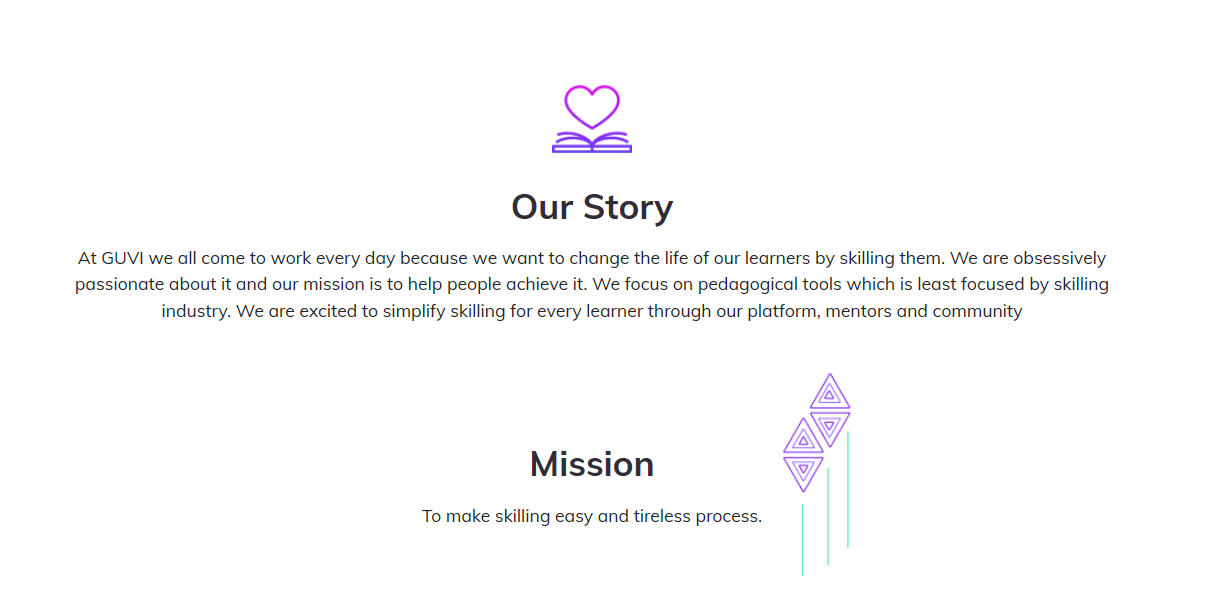 Our Story
At GUVI we all come to work every day because we want to change the life of our learners by skilling them. We are obsessively
passionate about it and our mission is to help people achieve it. We focus on pedagogical tools which is least focused by skilling
industry. We are excited to simplify skilling for every learner through our platform, mentors and community
Mission
To make skilling easy and tireless process.